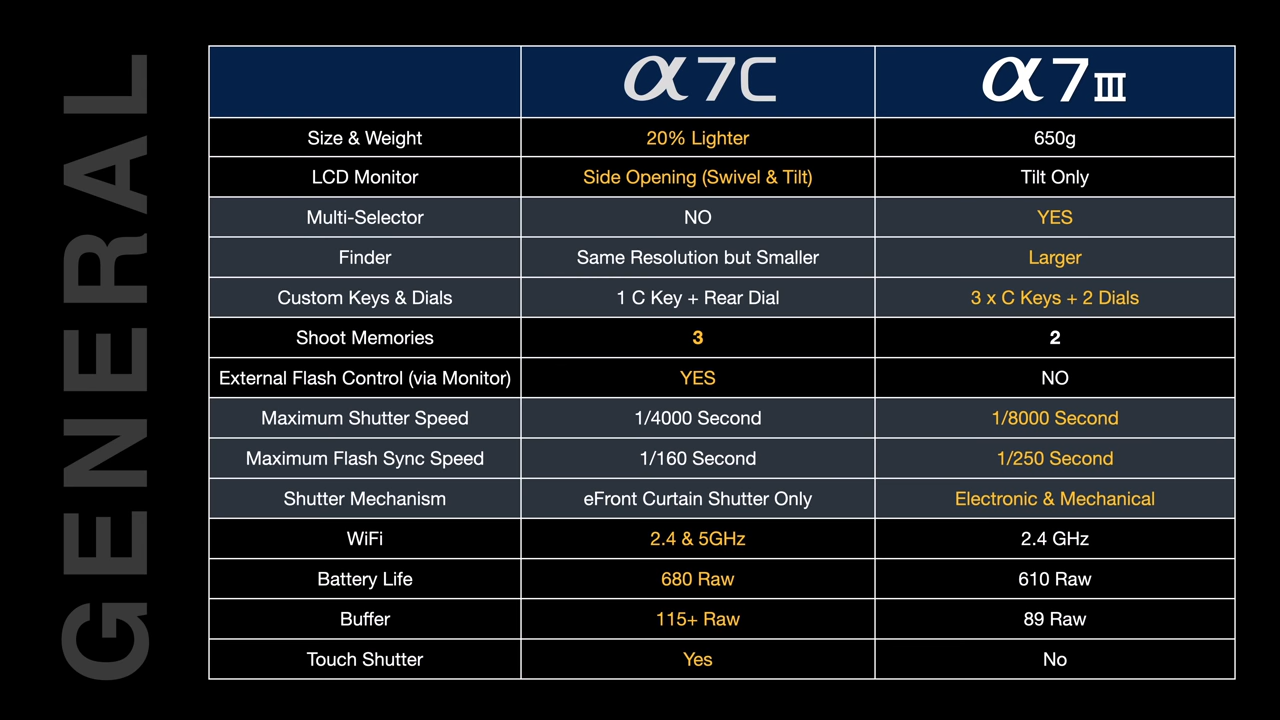 GENERAL
α7C α7III
Size & Weight 20% Lighter 650g
LCD Monitor Side Opening (Swivel & Tilt) Tilt Only
Multi-Selector NO YES
Finder Same Resolution but Smaller Larger
Custom Keys & Dials 1 C Key + Rear Dial 3 x C Keys + 2 Dials
Shoot Memories 3 2
External Flash Control (via Monitor) YES NO
Maximum Shutter Speed 1/4000 Second 1/8000 Second
Maximum Flash Sync Speed 1/160 Second 1/250 Second
Shutter Mechanism eFront Curtain Shutter Only Electronic & Mechanical
WiFi 2.4 & 5GHz 2.4 GHz
Battery Life 680 Raw 610 Raw
Buffer 115+ Raw 89 Raw
Touch Shutter Yes No